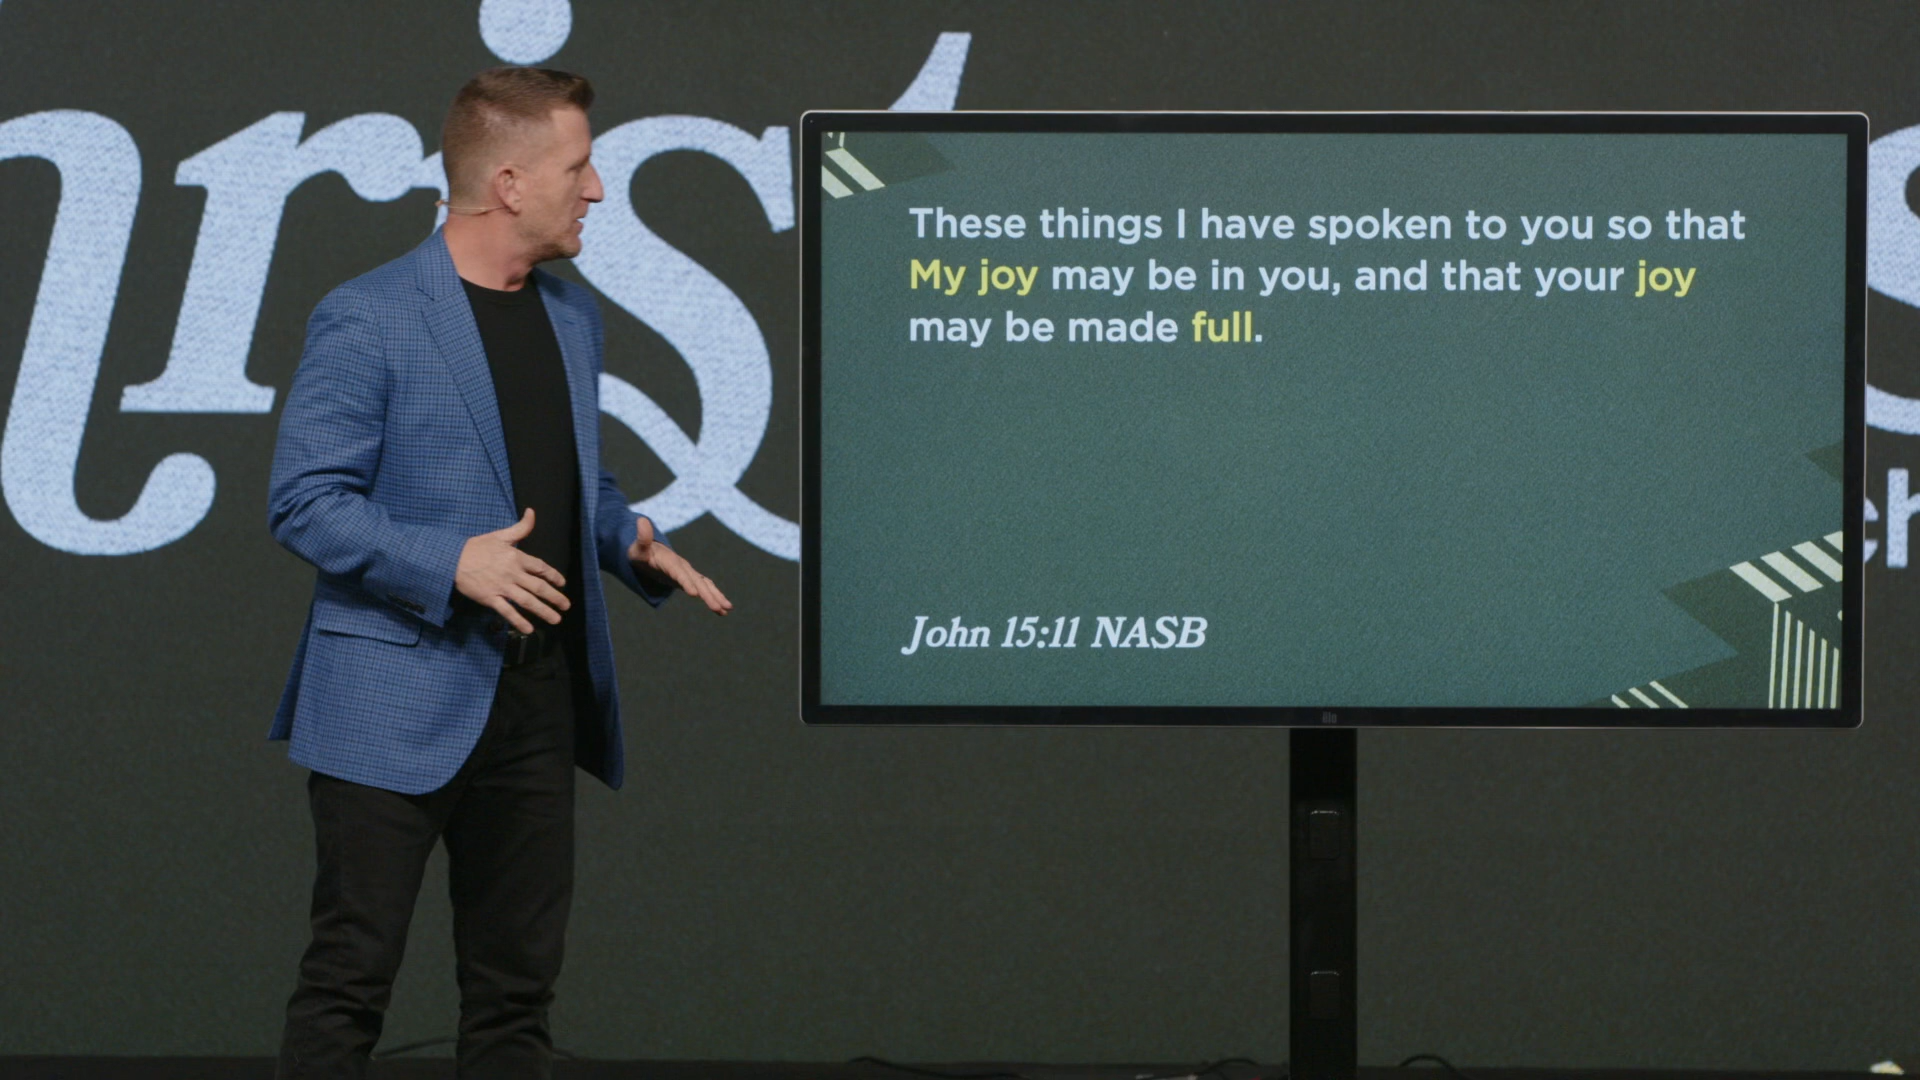 These things I have spoken to you so that
My joy may be in you, and that your joy
may be made full.
John 15:11 NASB